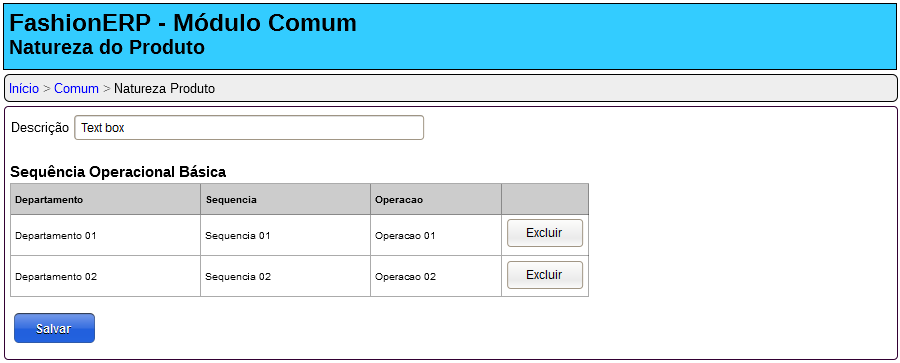 FashionERP - Módulo Comum
Natureza do Produto
Início > Comum > Natureza Produto
Descrição Text box
Sequência Operacional Básica
Departamento Sequencia Operacao
Departamento 01 Sequencia 01 Operacao 01 Excluir
Departamento 02 Sequencia 02 Operacao 02 Excluir
Salvar